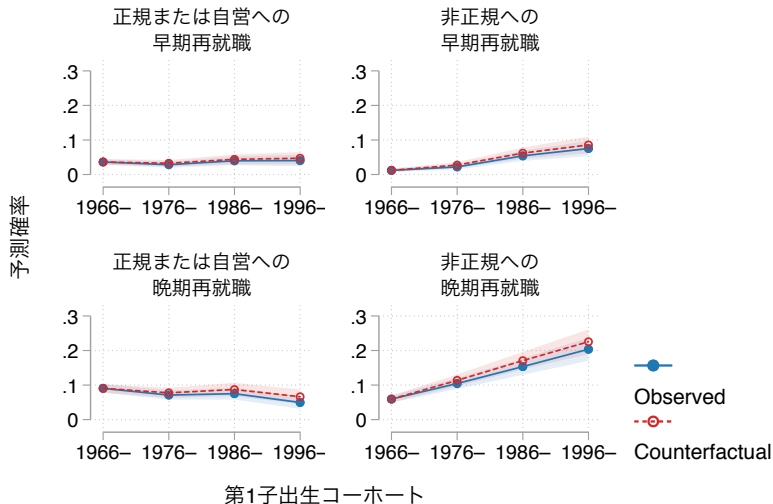 正規または自営への
早期再就職
非正規への
早期再就職
.3
.2
.1
0
1966–
1976–
1986–
1996–
.3
.2
.1
0
1966–
1976–
1986–
1996–
予測確率
正規または自営への
晩期再就職
非正規への
晩期再就職
.3
.2
.1
0
1966–
1976–
1986–
1996–
.3
.2
.1
0
1966–
1976–
1986–
1996–
Observed
Counterfactual
第1子出生コーホート